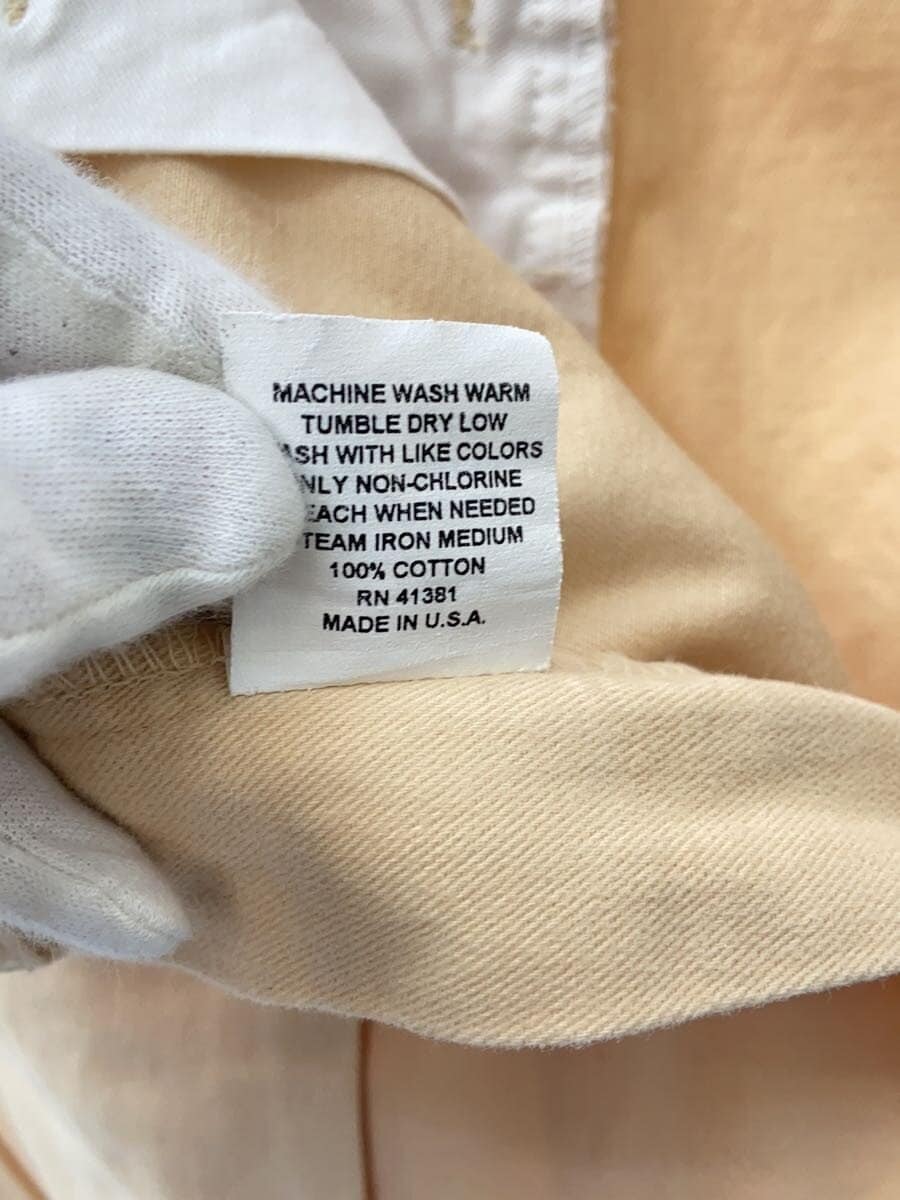 MACHINE WASH WARM
TUMBLE DRY LOW
ASH WITH LIKE COLORS
NLY NON-CHLORINE
EACH WHEN NEEDED
TEAM IRON MEDIUM
100% COTTON
RN 41381
MADE IN U.S.A.